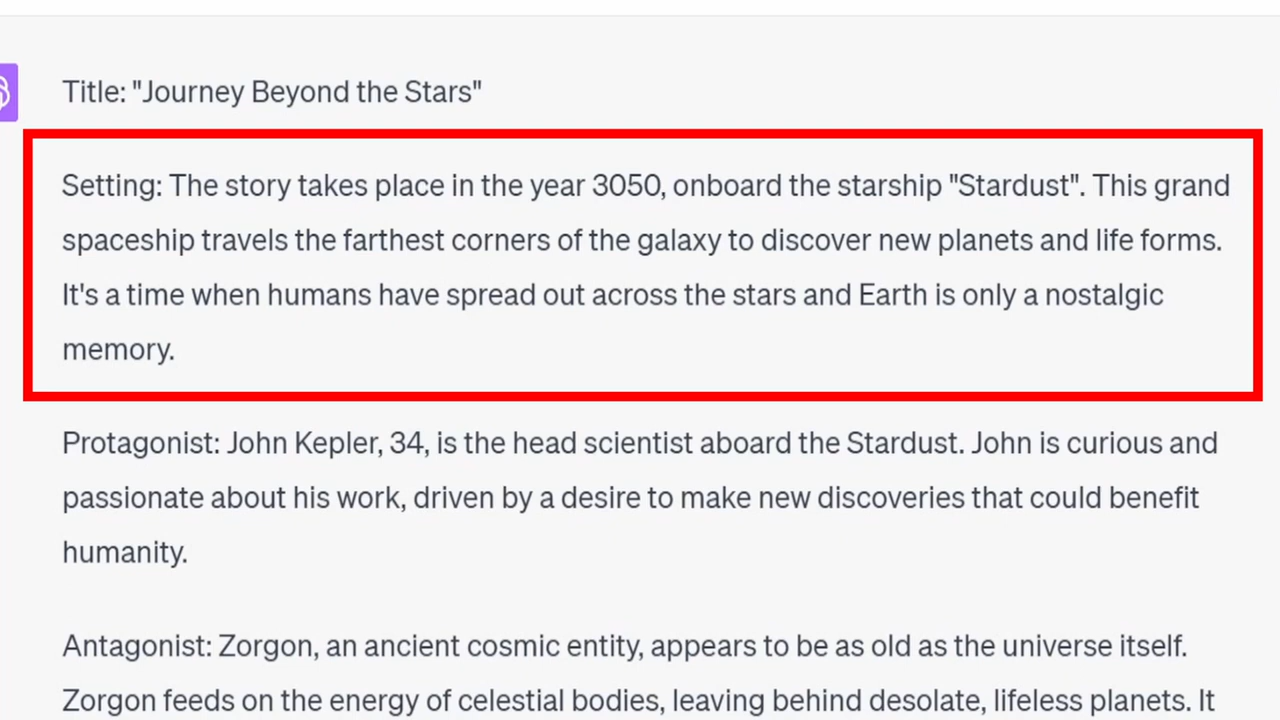 Title: "Journey Beyond the Stars"
Setting: The story takes place in the year 3050, onboard the starship "Stardust". This grand
spaceship travels the farthest corners of the galaxy to discover new planets and life forms.
It's a time when humans have spread out across the stars and Earth is only a nostalgic
memory.
Protagonist: John Kepler, 34, is the head scientist aboard the Stardust. John is curious and
passionate about his work, driven by a desire to make new discoveries that could benefit
humanity.
Antagonist: Zorgon, an ancient cosmic entity, appears to be as old as the universe itself.
Zorgon feeds on the energy of celestial bodies, leaving behind desolate, lifeless planets. It